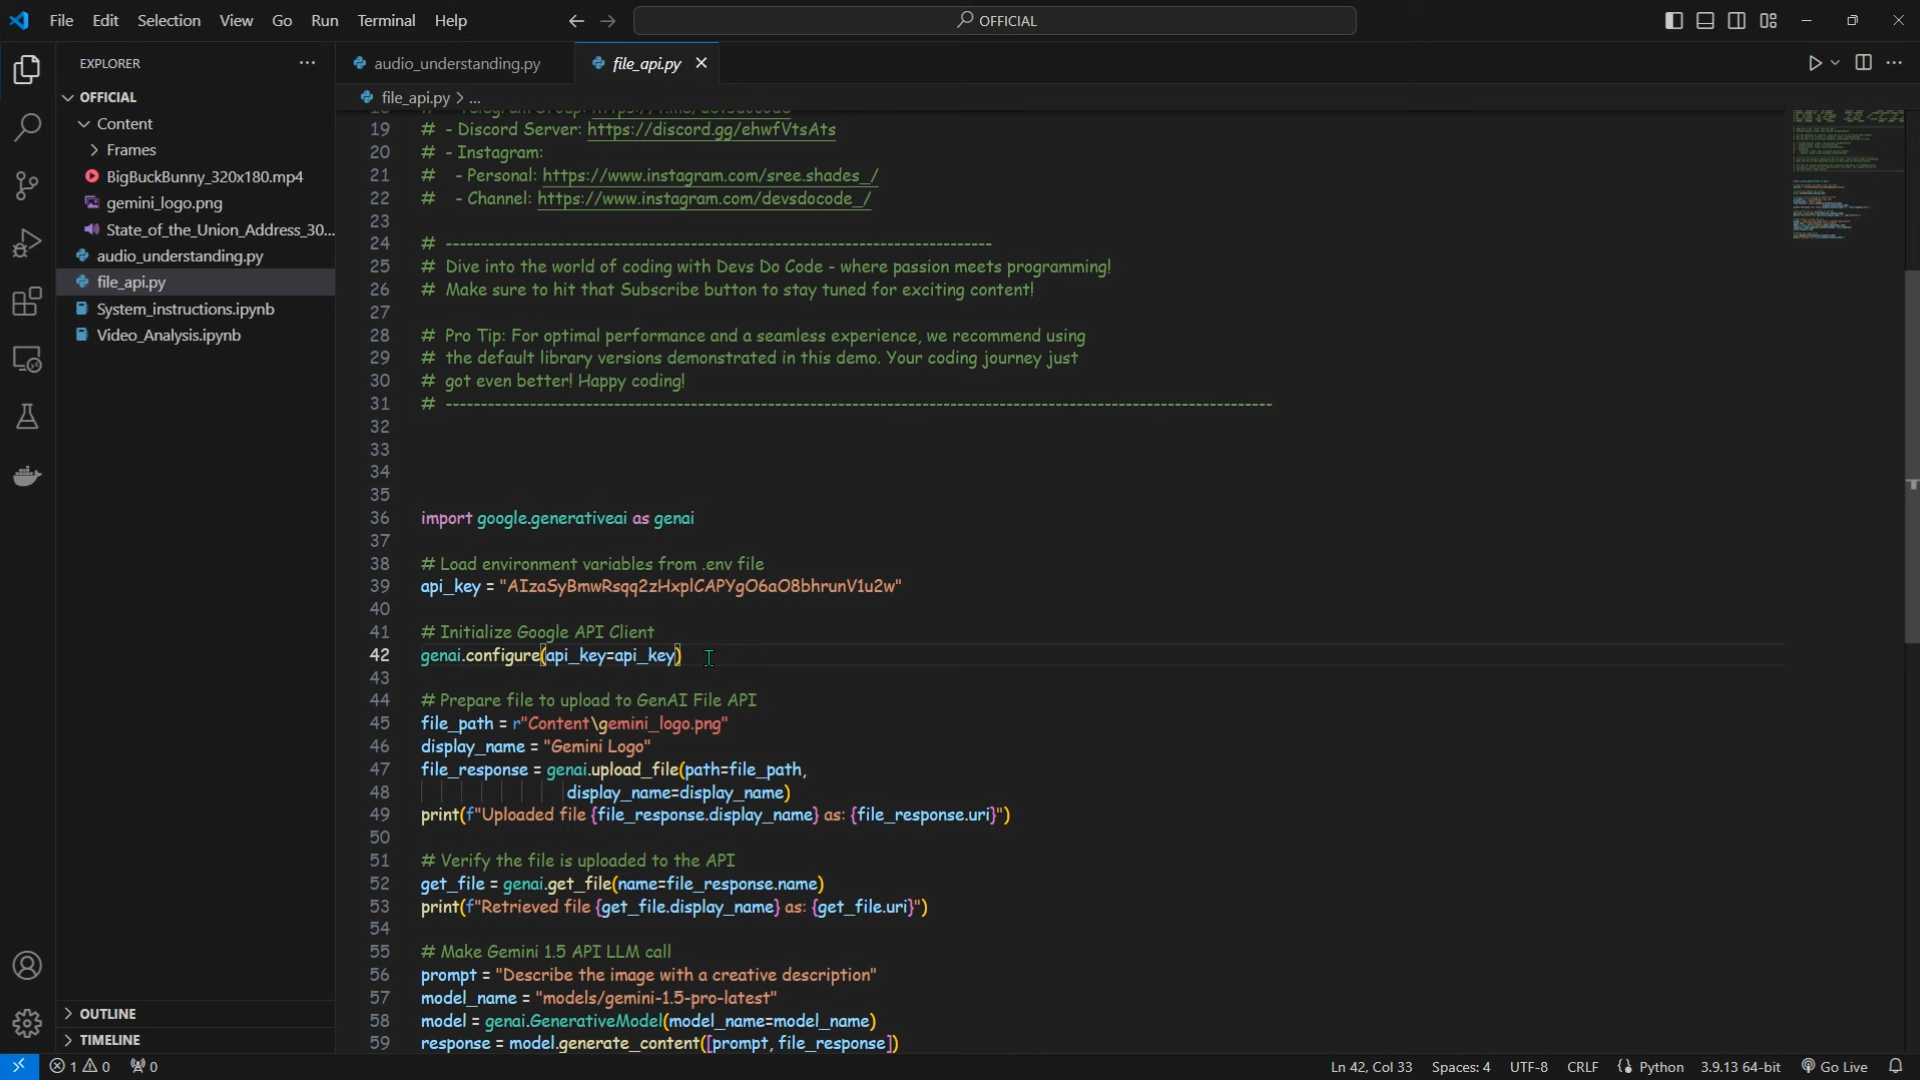 File Edit Selection View Go Run Terminal Help
OFFICIAL
EXPLORER
OFFICIAL
Content
Frames
BigBuckBunny_320x180.mp4
gemini_logo.png
State_of_the_Union_Address_30...
audio_understanding.py
file_api.py
System_instructions.ipynb
Video_Analysis.ipynb
OUTLINE
TIMELINE
audio_understanding.py file_api.py
file_api.py > ...
19 # - Discord Server: https://discord.gg/ehwfVtsAts
20 # - Instagram:
21 # - Personal: https://www.instagram.com/sree.shades_/
22 # - Channel: https://www.instagram.com/devsdocode_/
23
24 # ------------------------------------------------------------------------------
25 # Dive into the world of coding with Devs Do Code - where passion meets programming!
26 # Make sure to hit that Subscribe button to stay tuned for exciting content!
27
28 # Pro Tip: For optimal performance and a seamless experience, we recommend using
29 # the default library versions demonstrated in this demo. Your coding journey just
30 # got even better! Happy coding!
31 # ----------------------------------------------------------------------------------------------------------------------
32
33
34
35
36 import google.generativeai as genai
37
38 # Load environment variables from .env file
39 api_key = "AIzaSyBmwRsqq2zHxplCAPYgO6aO8bhrunV1u2w"
40
41 # Initialize Google API Client
42 genai.configure(api_key=api_key)
43
44 # Prepare file to upload to GenAI File API
45 file_path = r"Content\gemini_logo.png"
46 display_name = "Gemini Logo"
47 file_response = genai.upload_file(path=file_path,
48 display_name=display_name)
49 print(f"Uploaded file {file_response.display_name} as: {file_response.uri}")
50
51 # Verify the file is uploaded to the API
52 get_file = genai.get_file(name=file_response.name)
53 print(f"Retrieved file {get_file.display_name} as: {get_file.uri}")
54
55 # Make Gemini 1.5 API LLM call
56 prompt = "Describe the image with a creative description"
57 model_name = "models/gemini-1.5-pro-latest"
58 model = genai.GenerativeModel(model_name=model_name)
59 response = model.generate_content([prompt, file_response])
1 0 0 Ln 42, Col 33 Spaces: 4 UTF-8 CRLF Python 3.9.13 64-bit Go Live